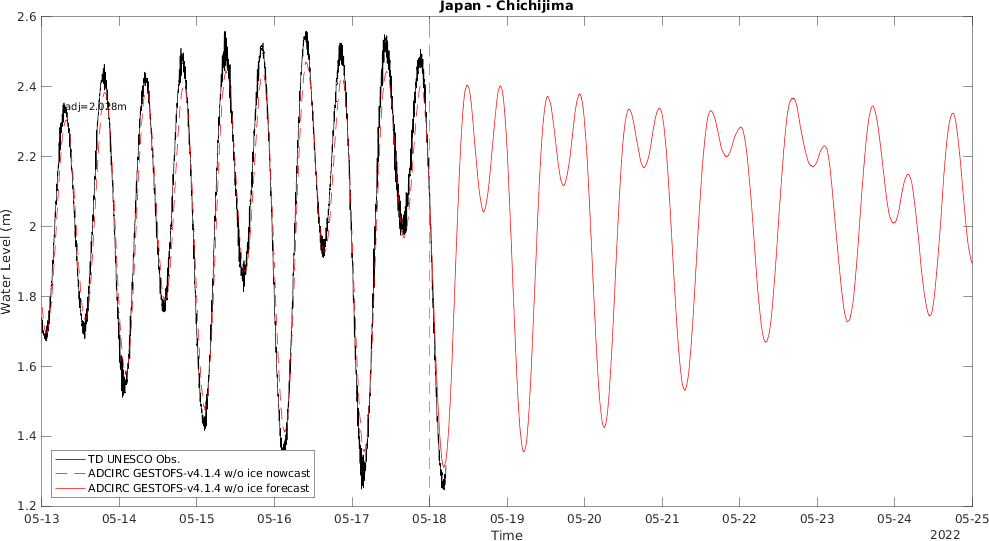 Japan - Chichijima
2.6
2.4
2.2
2
1.8
1.6
1.4
1.2
Water Level (m)
adj=2.028m
TD UNESCO Obs.
ADCIRC GESTOFS-v4.1.4 w/o ice nowcast
ADCIRC GESTOFS-v4.1.4 w/o ice forecast
05-13 05-14 05-15 05-16 05-17 05-18 05-19 05-20 05-21 05-22 05-23 05-24 05-25
Time
2022